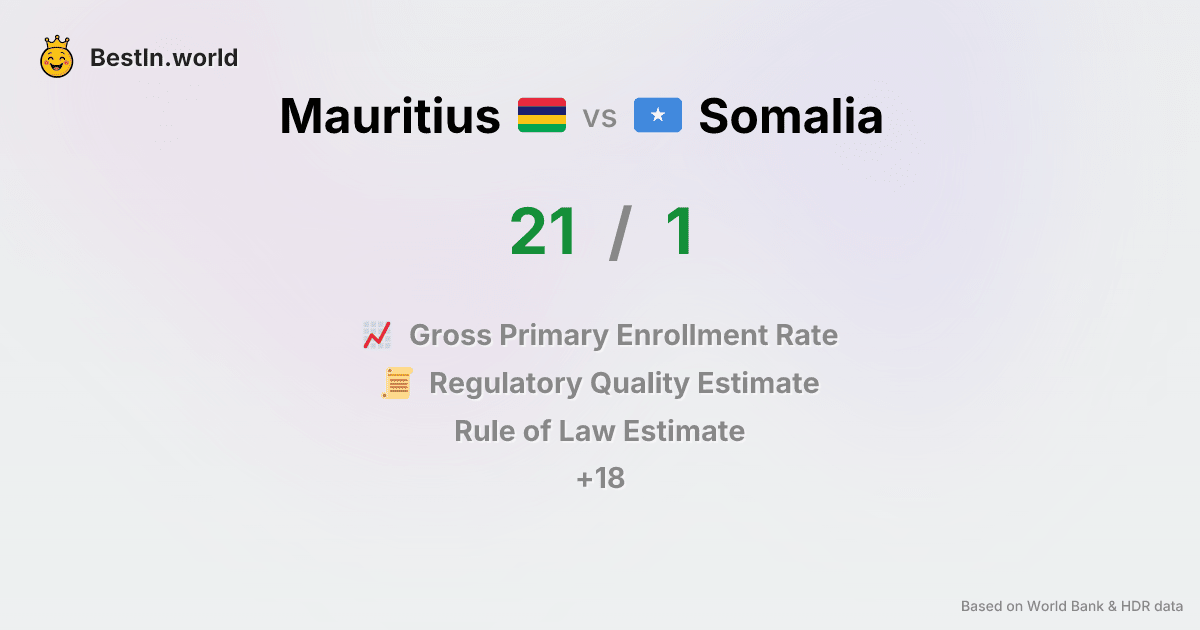 BestIn.world
Mauritius vs Somalia
21 / 1
Gross Primary Enrollment Rate
Regulatory Quality Estimate
Rule of Law Estimate
+18
Based on World Bank & HDR data